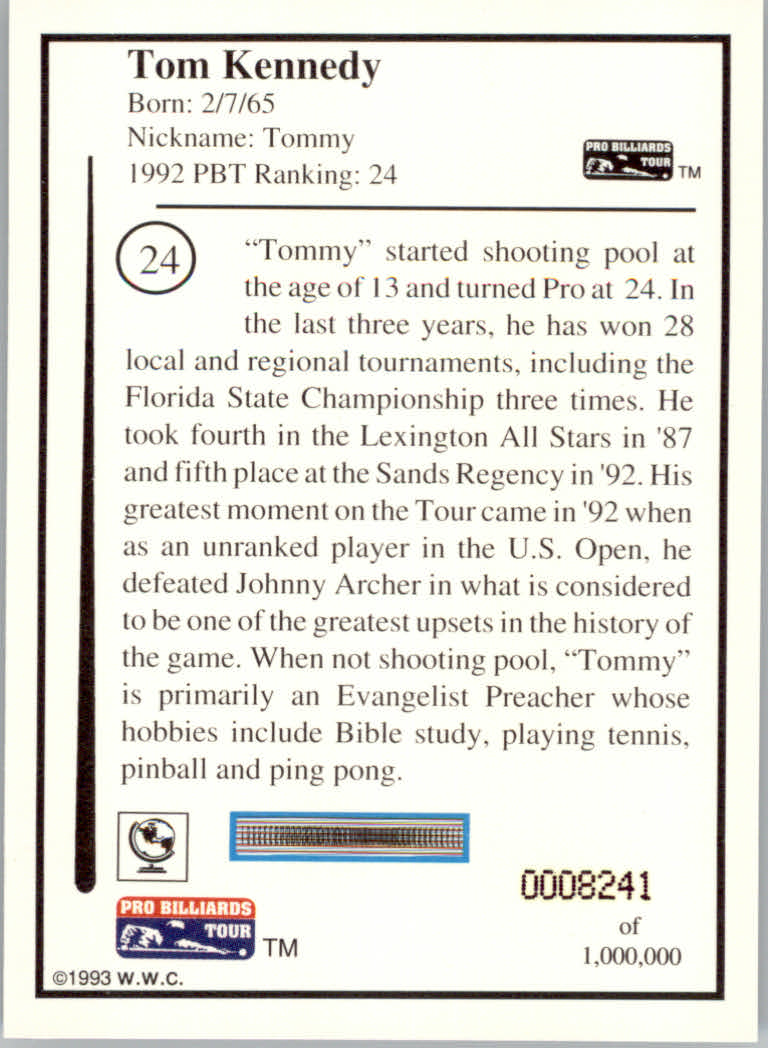 Tom Kennedy
Born: 2/7/65
Nickname: Tommy
1992 PBT Ranking: 24
PRO BILLIARDS
TOUR TM
24
“Tommy” started shooting pool at
the age of 13 and turned Pro at 24. In
the last three years, he has won 28
local and regional tournaments, including the
Florida State Championship three times. He
took fourth in the Lexington All Stars in '87
and fifth place at the Sands Regency in '92. His
greatest moment on the Tour came in '92 when
as an unranked player in the U.S. Open, he
defeated Johnny Archer in what is considered
to be one of the greatest upsets in the history of
the game. When not shooting pool, “Tommy”
is primarily an Evangelist Preacher whose
hobbies include Bible study, playing tennis,
pinball and ping pong.
0008241
of
1,000,000
PRO BILLIARDS
TOUR TM
©1993 W.W.C.